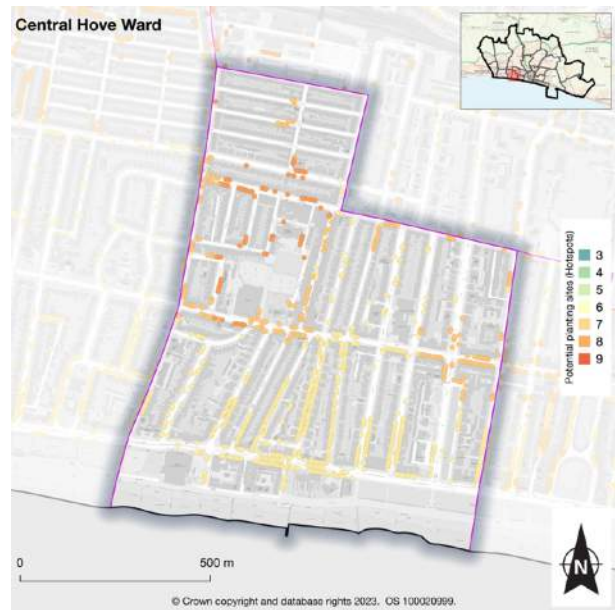 Central Hove Ward
Potential planting sites (Hotspots)
3
4
5
6
7
8
9
0
500 m
N
© Crown copyright and database rights 2023. OS 100020999.